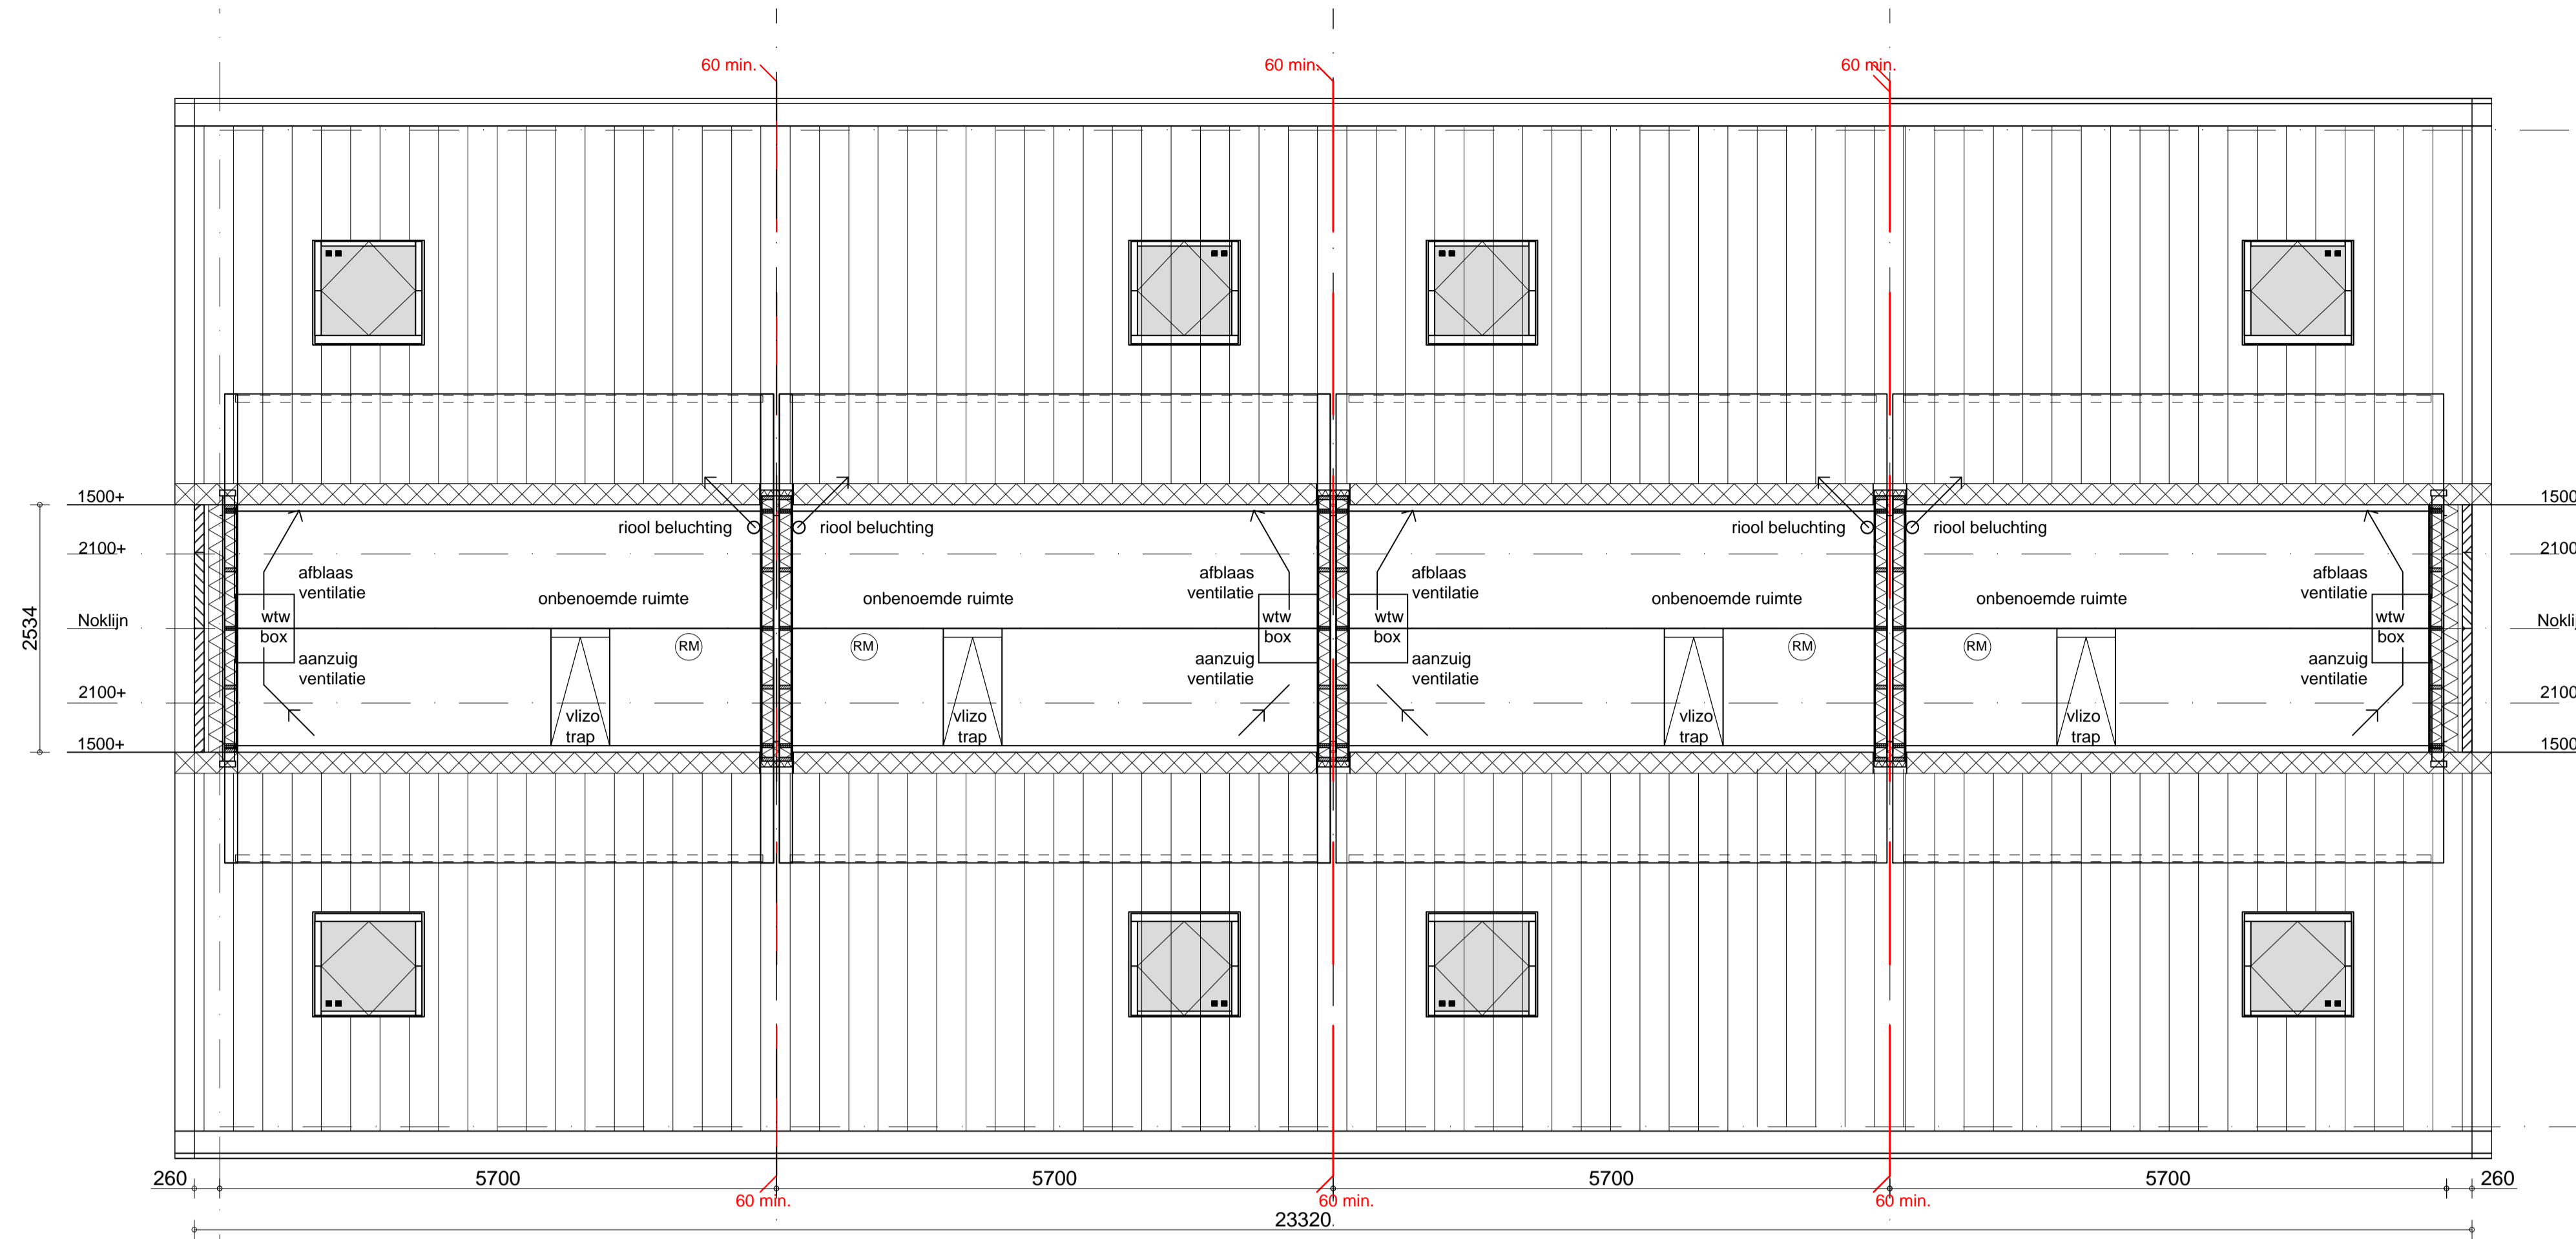 60 min.
60 min.
60 min.
1500+
1500
riool beluchting
riool beluchting
riool beluchting
riool beluchting
2100+
2100
afblaas
ventilatie
afblaas
ventilatie
afblaas
ventilatie
afblaas
ventilatie
onbenoemde ruimte
onbenoemde ruimte
onbenoemde ruimte
onbenoemde ruimte
2534
Noklijn
wtw
box
wtw
box
wtw
box
wtw
box
Noklij
RM
RM
RM
RM
aanzuig
ventilatie
aanzuig
ventilatie
aanzuig
ventilatie
aanzuig
ventilatie
2100+
2100
vlizo
trap
vlizo
trap
vlizo
trap
vlizo
trap
1500+
1500
260
5700
5700
5700
5700
260
60 min.
60 min.
60 min.
23320